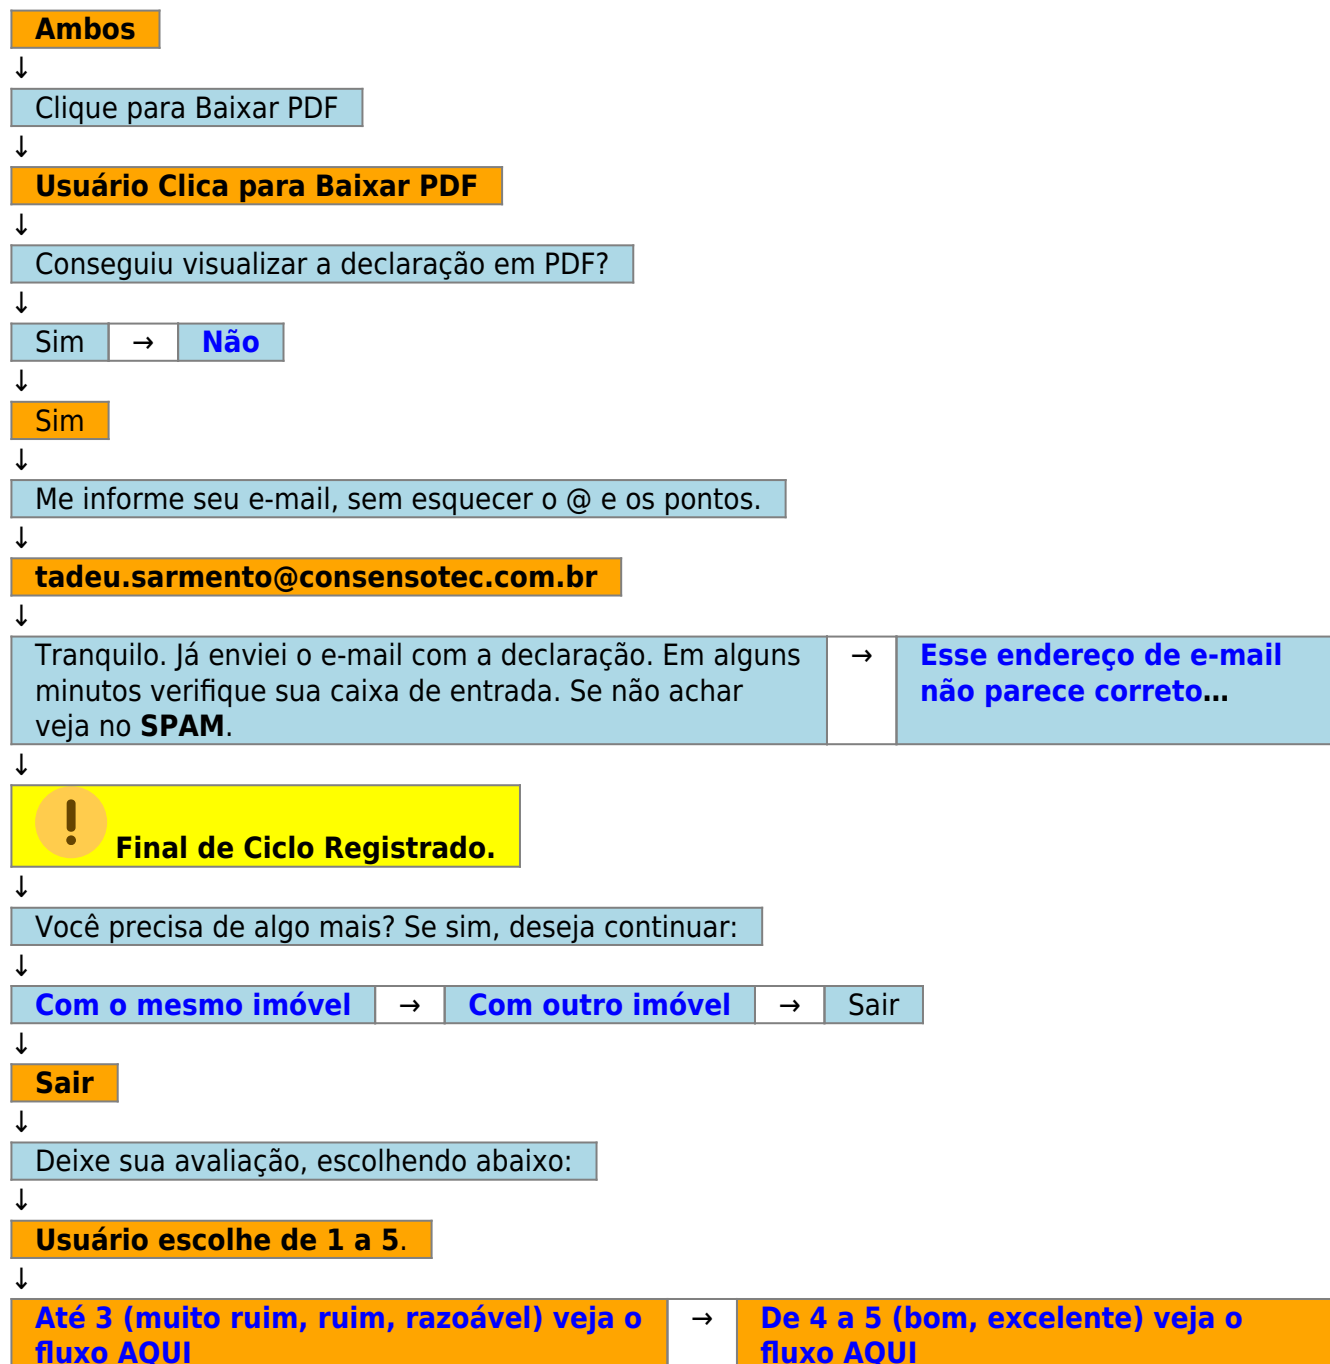 Ambos
↓
Clique para Baixar PDF
↓
Usuário Clica para Baixar PDF
↓
Conseguiu visualizar a declaração em PDF?
↓
Sim → Não
↓
Sim
↓
Me informe seu e-mail, sem esquecer o @ e os pontos.
↓
tadeu.sarmento@consensotec.com.br
↓
Tranquilo. Já enviei o e-mail com a declaração. Em alguns
minutos verifique sua caixa de entrada. Se não achar
veja no SPAM.
→
Esse endereço de e-mail
não parece correto...
↓
Final de Ciclo Registrado.
↓
Você precisa de algo mais? Se sim, deseja continuar:
↓
Com o mesmo imóvel → Com outro imóvel → Sair
↓
Sair
↓
Deixe sua avaliação, escolhendo abaixo:
↓
Usuário escolhe de 1 a 5.
↓
Até 3 (muito ruim, ruim, razoável) veja o
fluxo AQUI
→
De 4 a 5 (bom, excelente) veja o
fluxo AQUI